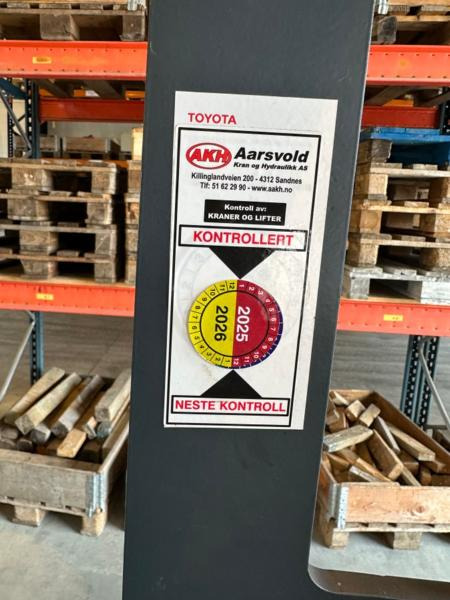 TOYOTA
AKH Aarsvold
Kran og Hydraulikk AS
Killinglandveien 200 - 4312 Sandnes
Tlf: 51 62 29 90 - www.aakh.no
Kontroll av:
KRANER OG LIFTER
KONTROLLERT
2025
2026
NESTE KONTROLL